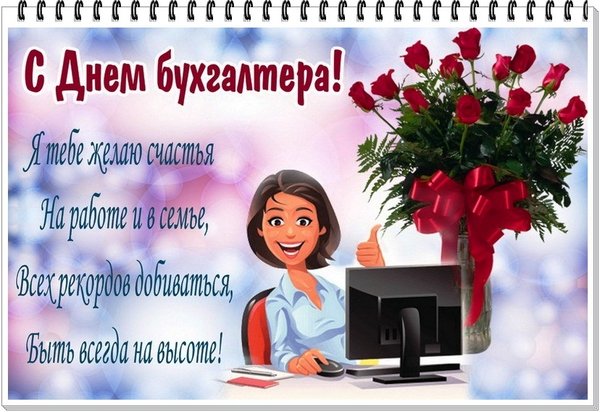 С Днем бухгалтера!
Я тебе желаю счастья
На работе и в семье,
Всех рекордов добиваться,
Быть всегда на высоте!